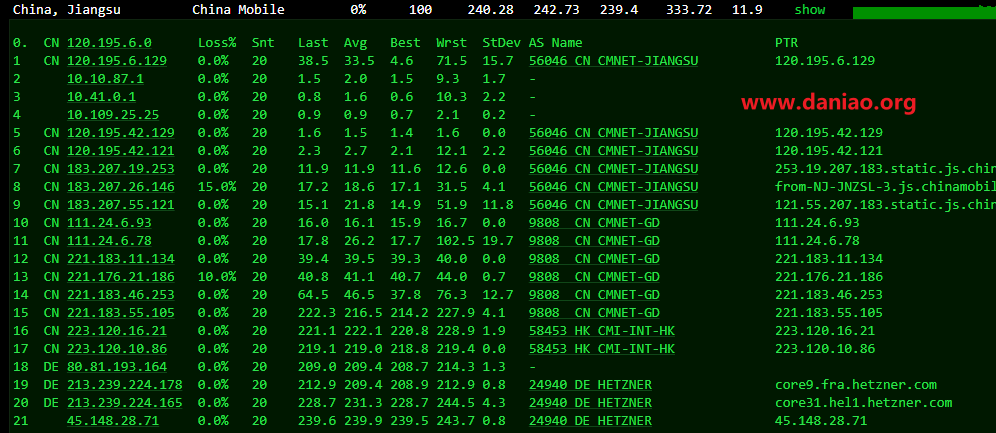 China, Jiangsu China Mobile 0% 100 240.28 242.73 239.4 333.72 11.9 show
0. CN 120.195.6.0 Loss% Snt Last Avg Best Wrst StDev AS Name PTR
1 CN 120.195.6.129 0.0% 20 38.5 33.5 4.6 71.5 15.7 56046 CN CMNET-JIANGSU 120.195.6.129
2 10.10.87.1 0.0% 20 1.5 2.0 1.5 9.3 1.7 -
3 10.41.0.1 0.0% 20 0.8 1.6 0.6 10.3 2.2 -
www.daniao.org
4 10.109.25.25 0.0% 20 0.9 0.9 0.7 2.1 0.2 -
5 CN 120.195.42.129 0.0% 20 1.6 1.5 1.4 1.6 0.0 56046 CN CMNET-JIANGSU 120.195.42.129
6 CN 120.195.42.121 0.0% 20 2.3 2.7 2.1 12.1 2.2 56046 CN CMNET-JIANGSU 120.195.42.121
7 CN 183.207.19.253 0.0% 20 11.9 11.9 11.6 12.6 0.0 56046 CN CMNET-JIANGSU 253.19.207.183.static.js.chin
8 CN 183.207.26.146 15.0% 20 17.2 18.6 17.1 31.5 4.1 56046 CN CMNET-JIANGSU from-NJ-JNZSL-3.js.chinamobil
9 CN 183.207.55.121 0.0% 20 15.1 21.8 14.9 51.9 11.8 56046 CN CMNET-JIANGSU 121.55.207.183.static.js.chin
10 CN 111.24.6.93 0.0% 20 16.0 16.1 15.9 16.7 0.0 9808 CN CMNET-GD 111.24.6.93
11 CN 111.24.6.78 0.0% 20 17.8 26.2 17.7 102.5 19.7 9808 CN CMNET-GD 111.24.6.78
12 CN 221.183.11.134 0.0% 20 39.4 39.5 39.3 40.0 0.0 9808 CN CMNET-GD 221.183.11.134
13 CN 221.176.21.186 10.0% 20 40.8 41.1 40.7 44.0 0.7 9808 CN CMNET-GD 221.176.21.186
14 CN 221.183.46.253 0.0% 20 64.5 46.5 37.8 76.3 12.7 9808 CN CMNET-GD 221.183.46.253
15 CN 221.183.55.105 0.0% 20 222.3 216.5 214.2 227.9 4.1 9808 CN CMNET-GD 221.183.55.105
16 CN 223.120.16.21 0.0% 20 221.1 222.1 220.8 228.9 1.9 58453 HK CMI-INT-HK 223.120.16.21
17 CN 223.120.10.86 0.0% 20 219.1 219.0 218.8 219.4 0.0 58453 HK CMI-INT-HK 223.120.10.86
18 DE 80.81.193.164 0.0% 20 209.0 209.4 208.7 214.3 1.3 -
19 DE 213.239.224.178 0.0% 20 212.9 209.4 208.9 212.9 0.8 24940 DE HETZNER core9.fra.hetzner.com
20 DE 213.239.224.165 0.0% 20 228.7 231.3 228.7 244.5 4.3 24940 DE HETZNER core31.hel1.hetzner.com
21 45.148.28.71 0.0% 20 239.6 239.9 239.5 243.7 0.8 24940 DE HETZNER 45.148.28.71